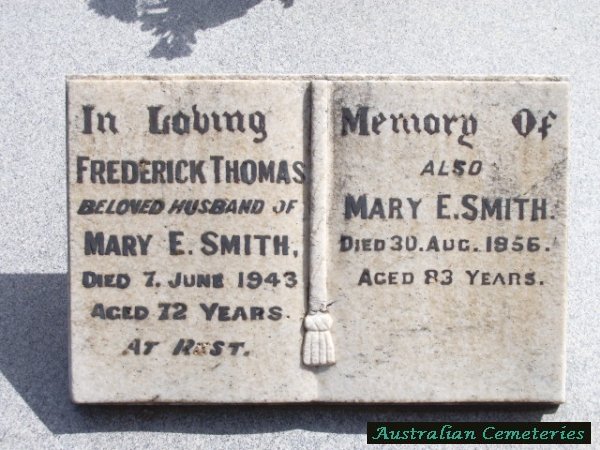 In Loving
FREDERICK THOMAS
BELOVED HUSBAND OF
MARY E. SMITH,
DIED 7. JUNE 1943
AGED 72 YEARS.
AT REST.
Memory Of
ALSO
MARY E. SMITH.
DIED 30. AUG. 1956.
AGED 83 YEARS.
Australian Cemeteries